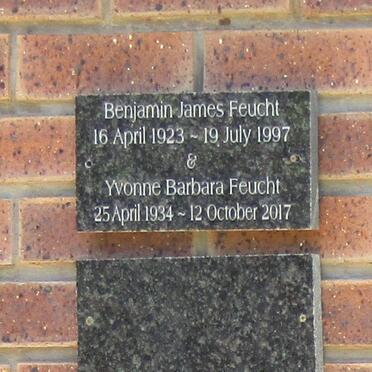 Benjamin James Feucht
16 April 1923 ~ 19 July 1997
&
Yvonne Barbara Feucht
25 April 1934 ~ 12 October 2017